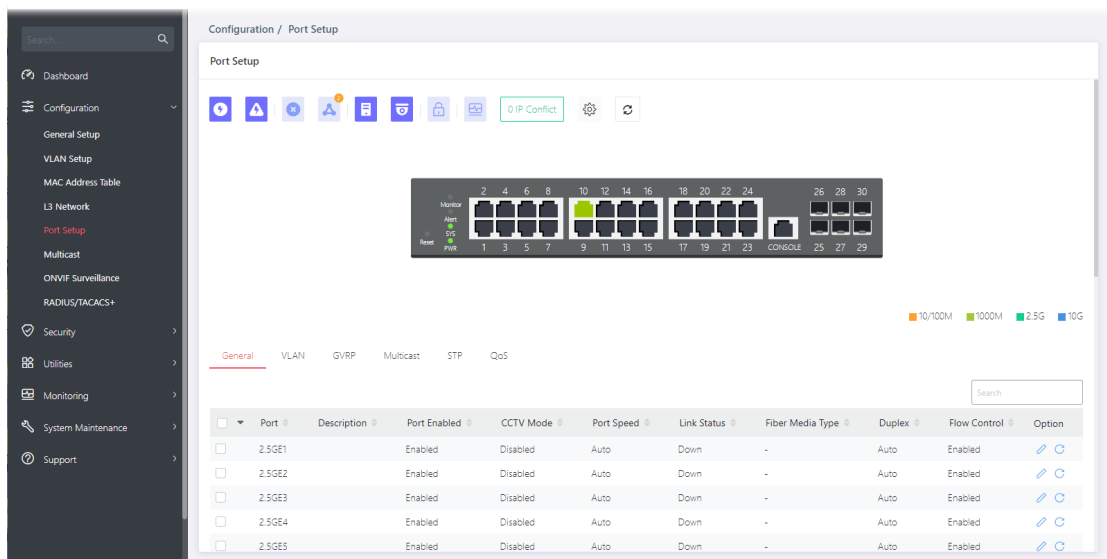 Search...
Dashboard
Configuration
General Setup
VLAN Setup
MAC Address Table
L3 Network
Port Setup
Multicast
ONVIF Surveillance
RADIUS/TACACS+
Security
Utilities
Monitoring
System Maintenance
Support
Configuration / Port Setup
Port Setup
2
0 IP Conflict
2 4 6 8 10 12 14 16 18 20 22 24 26 28 30
Monitor
Alert
SYS
Reset PWR 1 3 5 7 9 11 13 15 17 19 21 23 CONSOLE 25 27 29
10/100M 1000M 2.5G 10G
General VLAN GVRP Multicast STP QoS
Search
Port Description Port Enabled CCTV Mode Port Speed Link Status Fiber Media Type Duplex Flow Control Option
2.5GE1 Enabled Disabled Auto Down - Auto Enabled
2.5GE2 Enabled Disabled Auto Down - Auto Enabled
2.5GE3 Enabled Disabled Auto Down - Auto Enabled
2.5GE4 Enabled Disabled Auto Down - Auto Enabled
2.5GE5 Enabled Disabled Auto Down - Auto Enabled